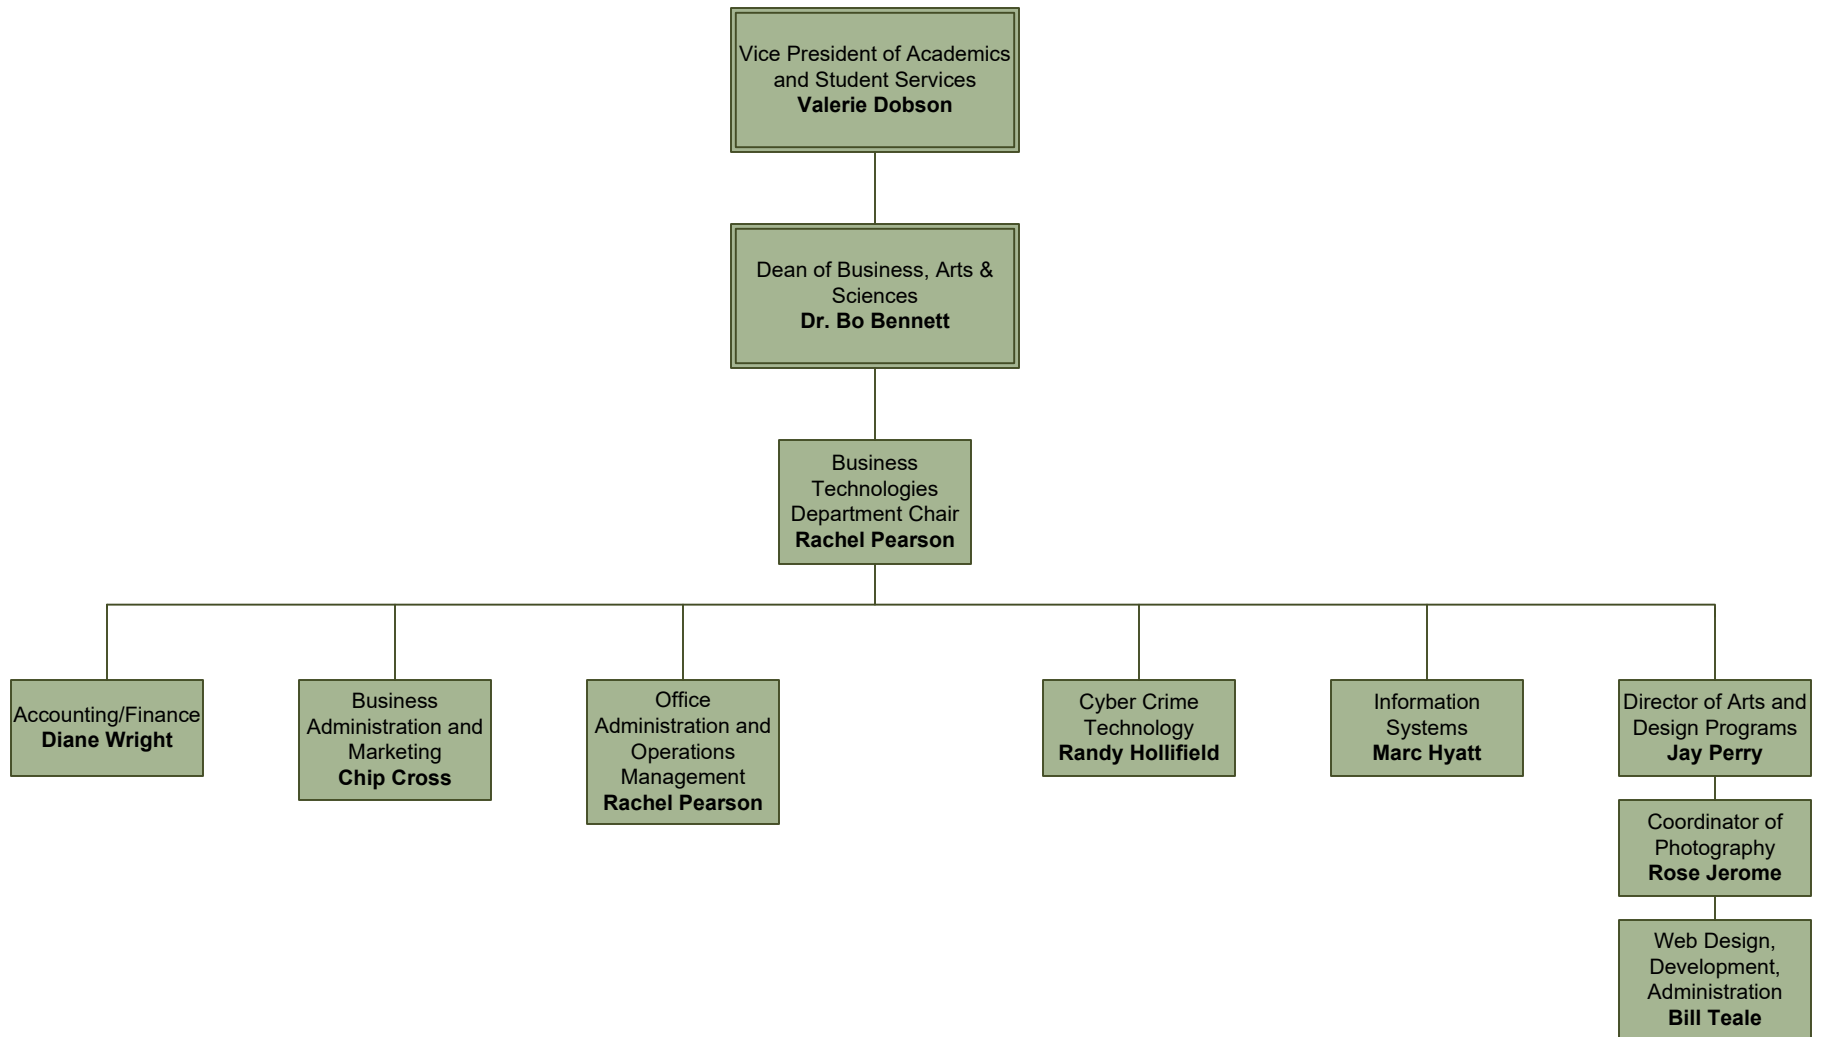 Vice President of Academics
and Student Services
Valerie Dobson
Dean of Business, Arts &
Sciences
Dr. Bo Bennett
Business
Technologies
Department Chair
Rachel Pearson
Accounting/Finance
Diane Wright
Business
Administration and
Marketing
Chip Cross
Office
Administration and
Operations
Management
Rachel Pearson
Cyber Crime
Technology
Randy Hollifield
Information
Systems
Marc Hyatt
Director of Arts and
Design Programs
Jay Perry
Coordinator of
Photography
Rose Jerome
Web Design,
Development,
Administration
Bill Teale